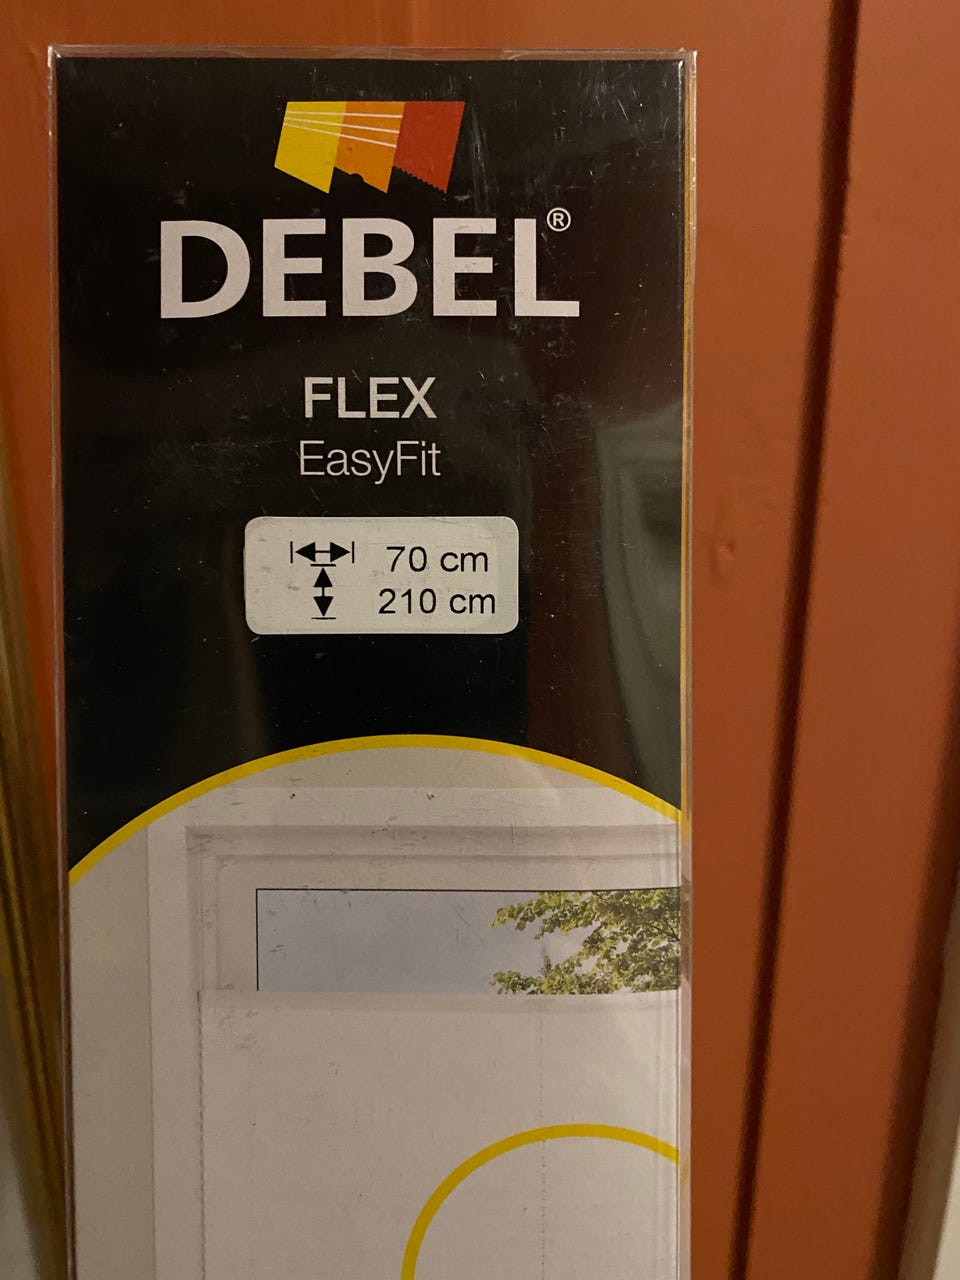 DEBEL®
FLEX
EasyFit
70 cm
210 cm